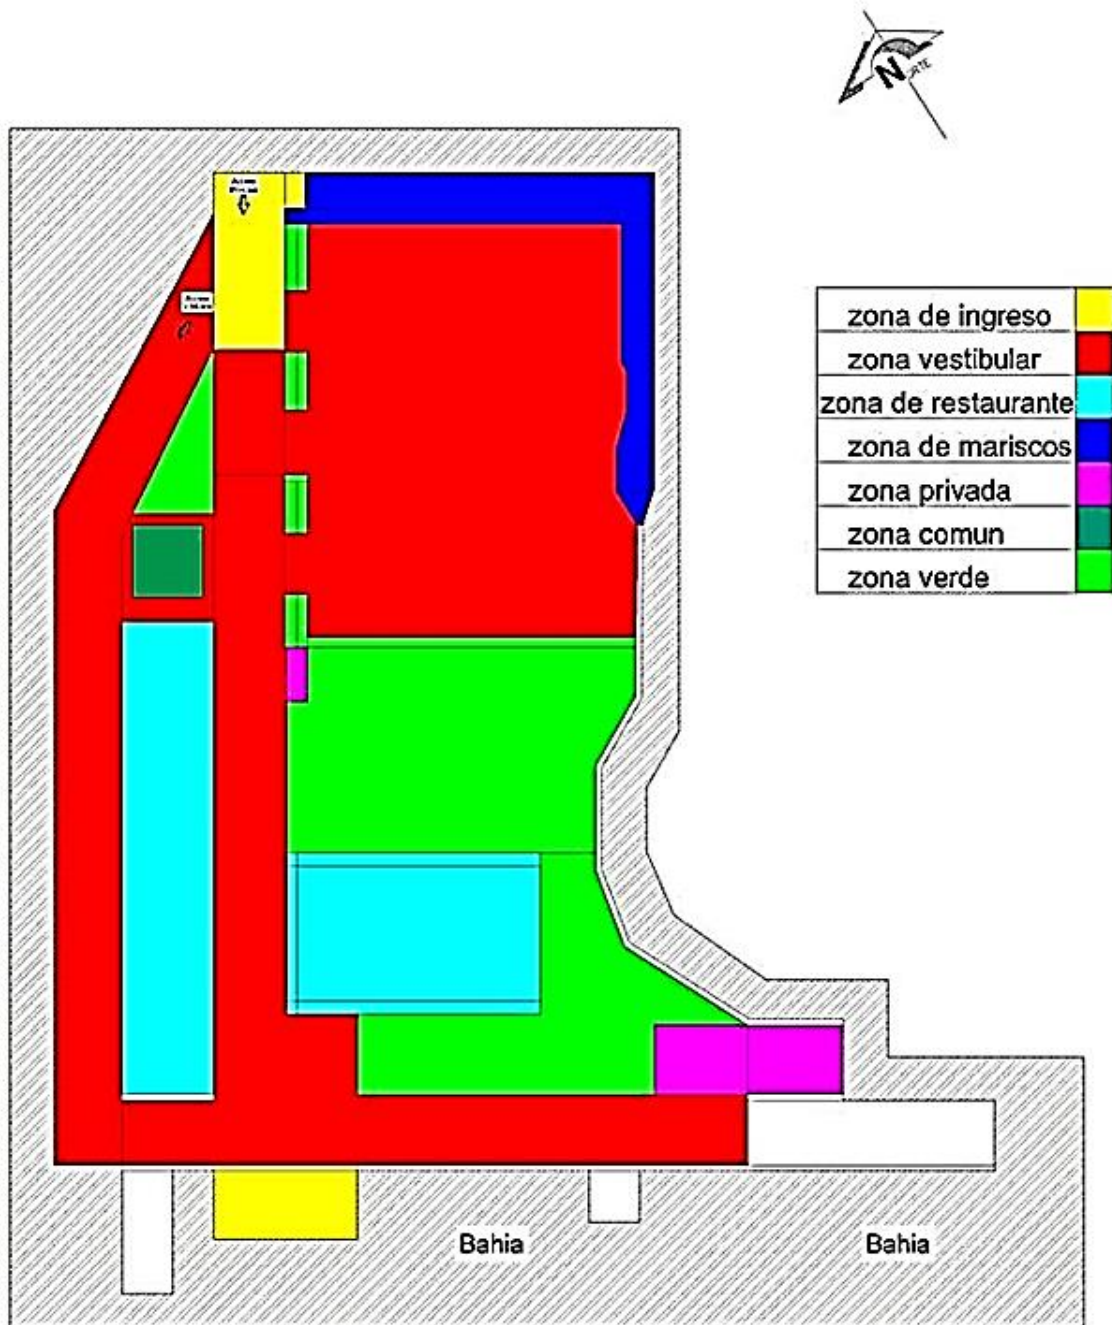 NORTE
zona de ingreso
zona vestibular
zona de restaurante
zona de mariscos
zona privada
zona comun
zona verde
Bahia
Bahia